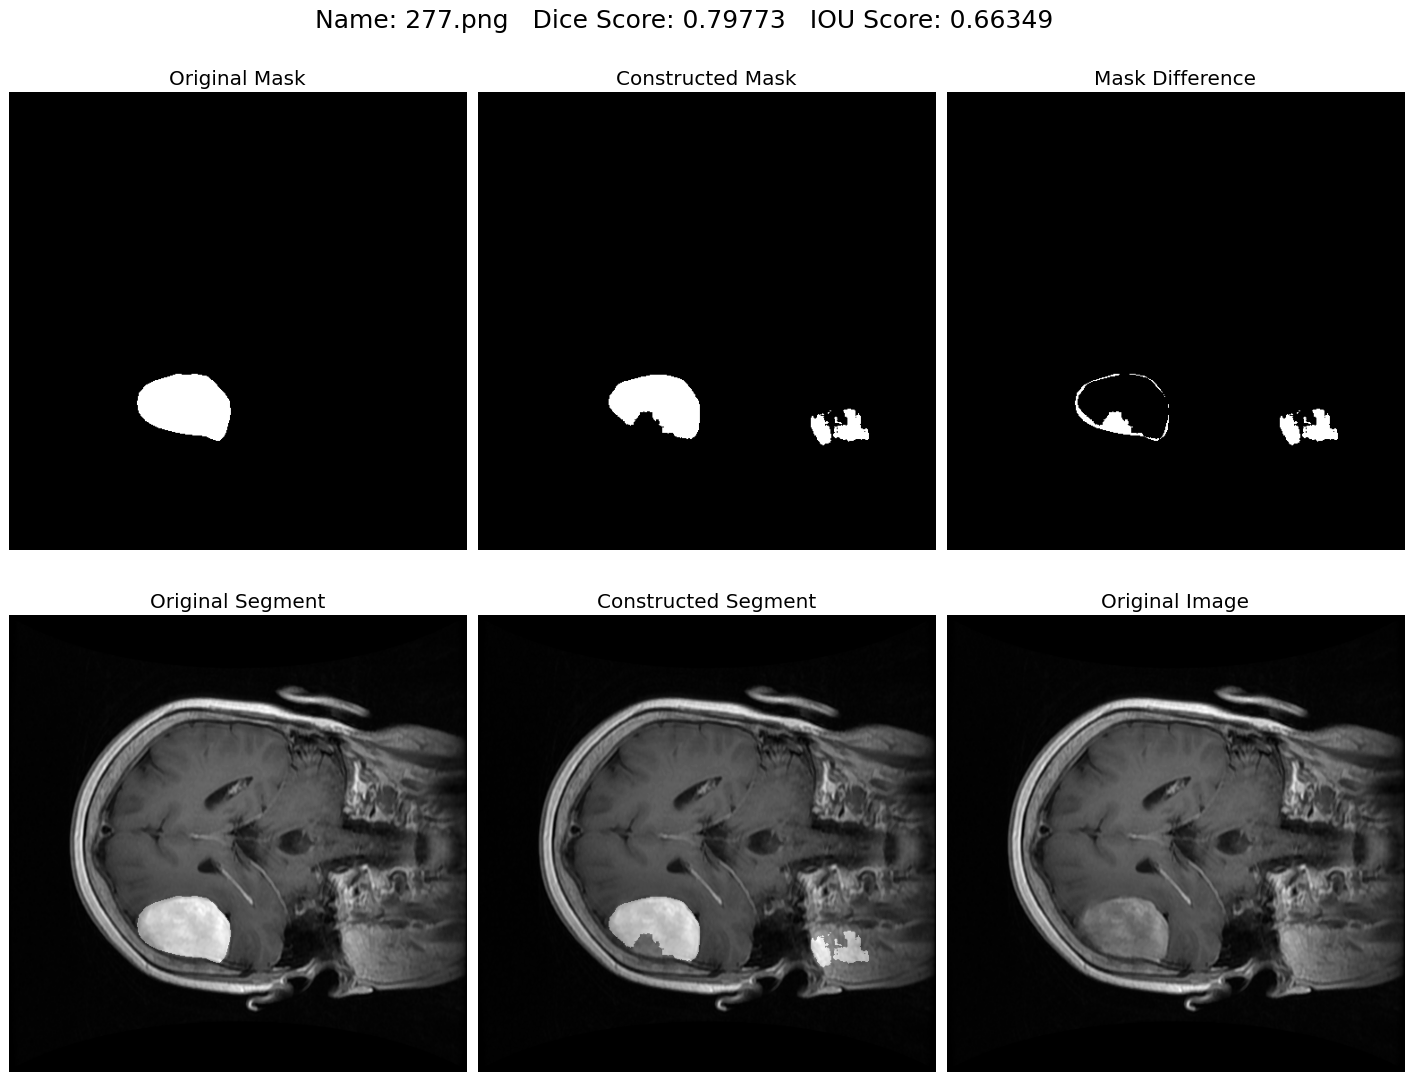 Name: 277.png   Dice Score: 0.79773   IOU Score: 0.66349
Original Mask
Constructed Mask
Mask Difference
Original Segment
Constructed Segment
Original Image